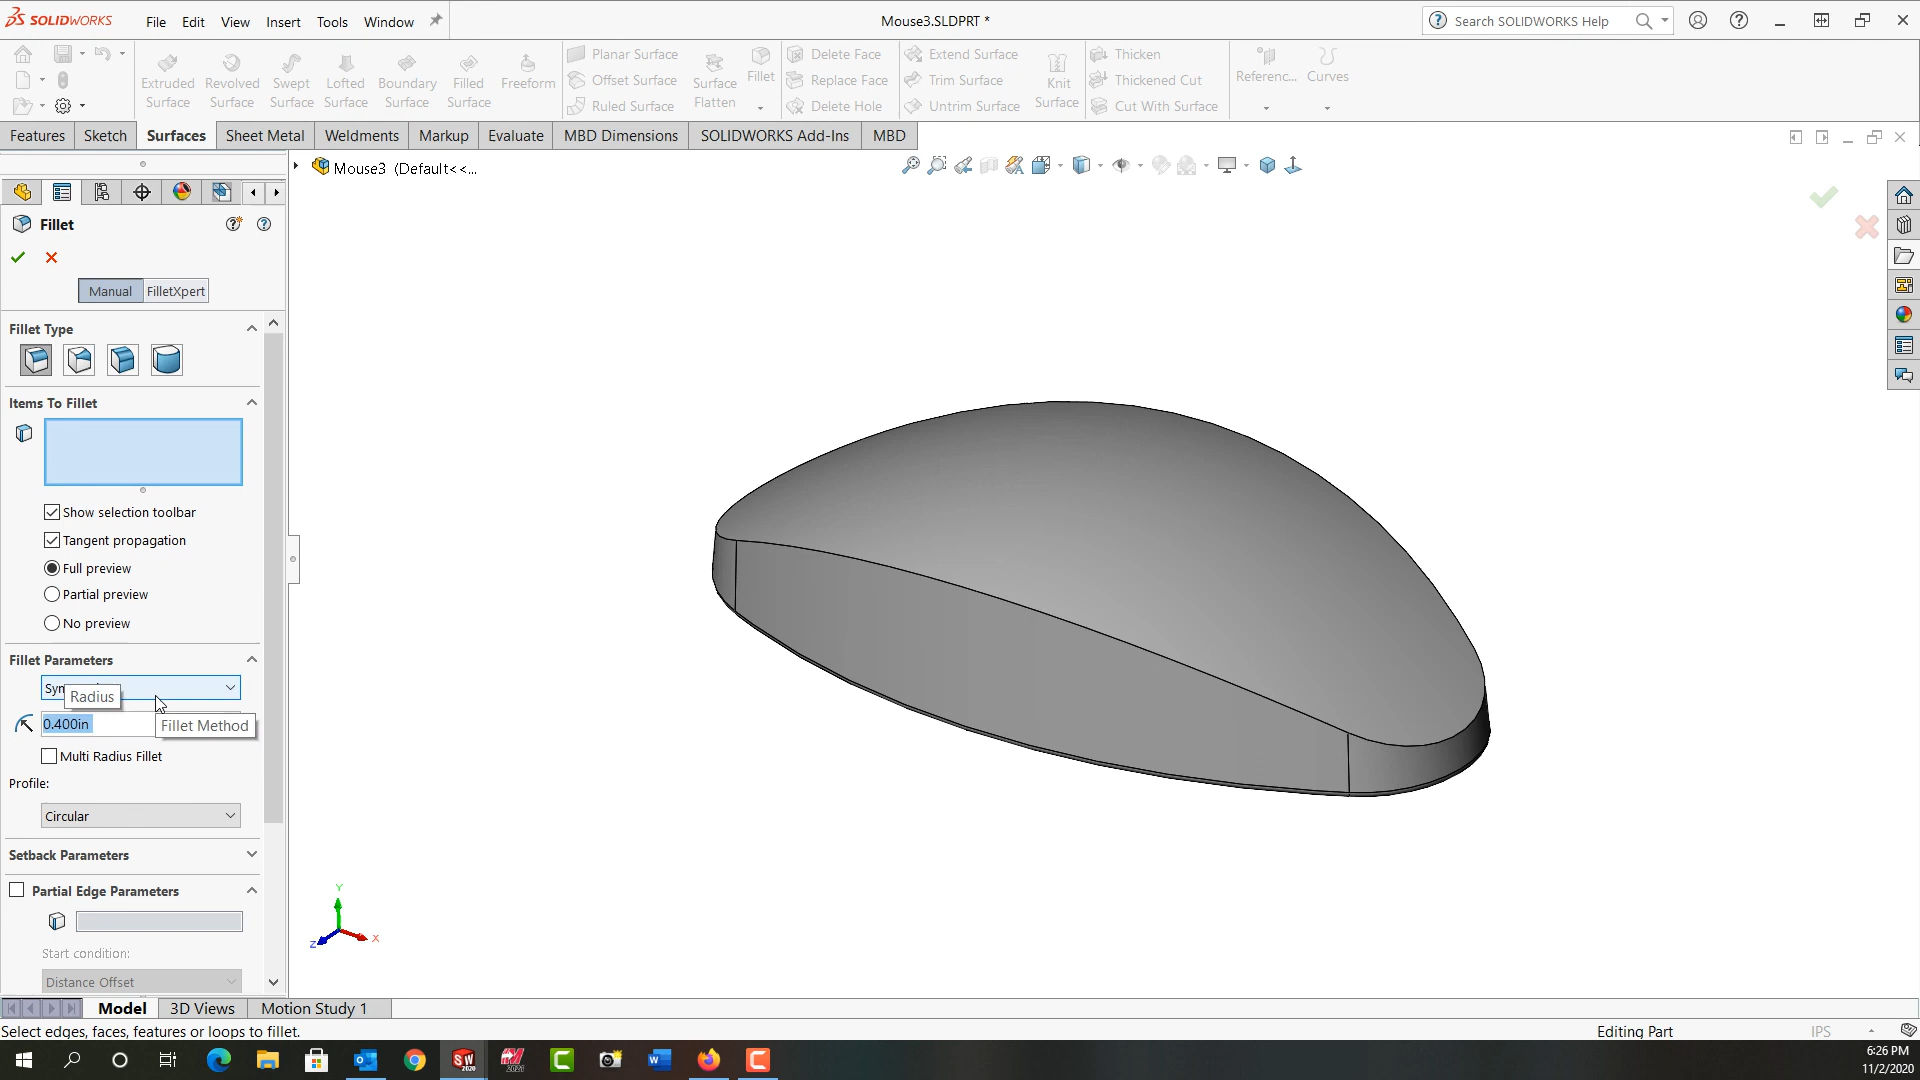 SOLIDWORKS File Edit View Insert Tools Window Mouse3.SLDPRT * Search SOLIDWORKS Help
Extruded Surface
Revolved Surface
Swept Surface
Lofted Surface
Boundary Surface
Filled Surface
Freeform
Planar Surface
Offset Surface
Ruled Surface
Surface Flatten
Fillet
Delete Face
Replace Face
Delete Hole
Extend Surface
Trim Surface
Untrim Surface
Knit Surface
Thicken
Thickened Cut
Cut With Surface
Referenc...
Curves
Features Sketch Surfaces Sheet Metal Weldments Markup Evaluate MBD Dimensions SOLIDWORKS Add-Ins MBD
Mouse3 (Default<<...
Fillet
Manual FilletXpert
Fillet Type
Items To Fillet
Show selection toolbar
Tangent propagation
Full preview
Partial preview
No preview
Fillet Parameters
Sym
Radius
0.400in
Fillet Method
Multi Radius Fillet
Profile:
Circular
Setback Parameters
Partial Edge Parameters
Start condition:
Distance Offset
Y
X
Z
Model 3D Views Motion Study 1
Select edges, faces, features or loops to fillet. Editing Part IPS
6:26 PM
11/2/2020